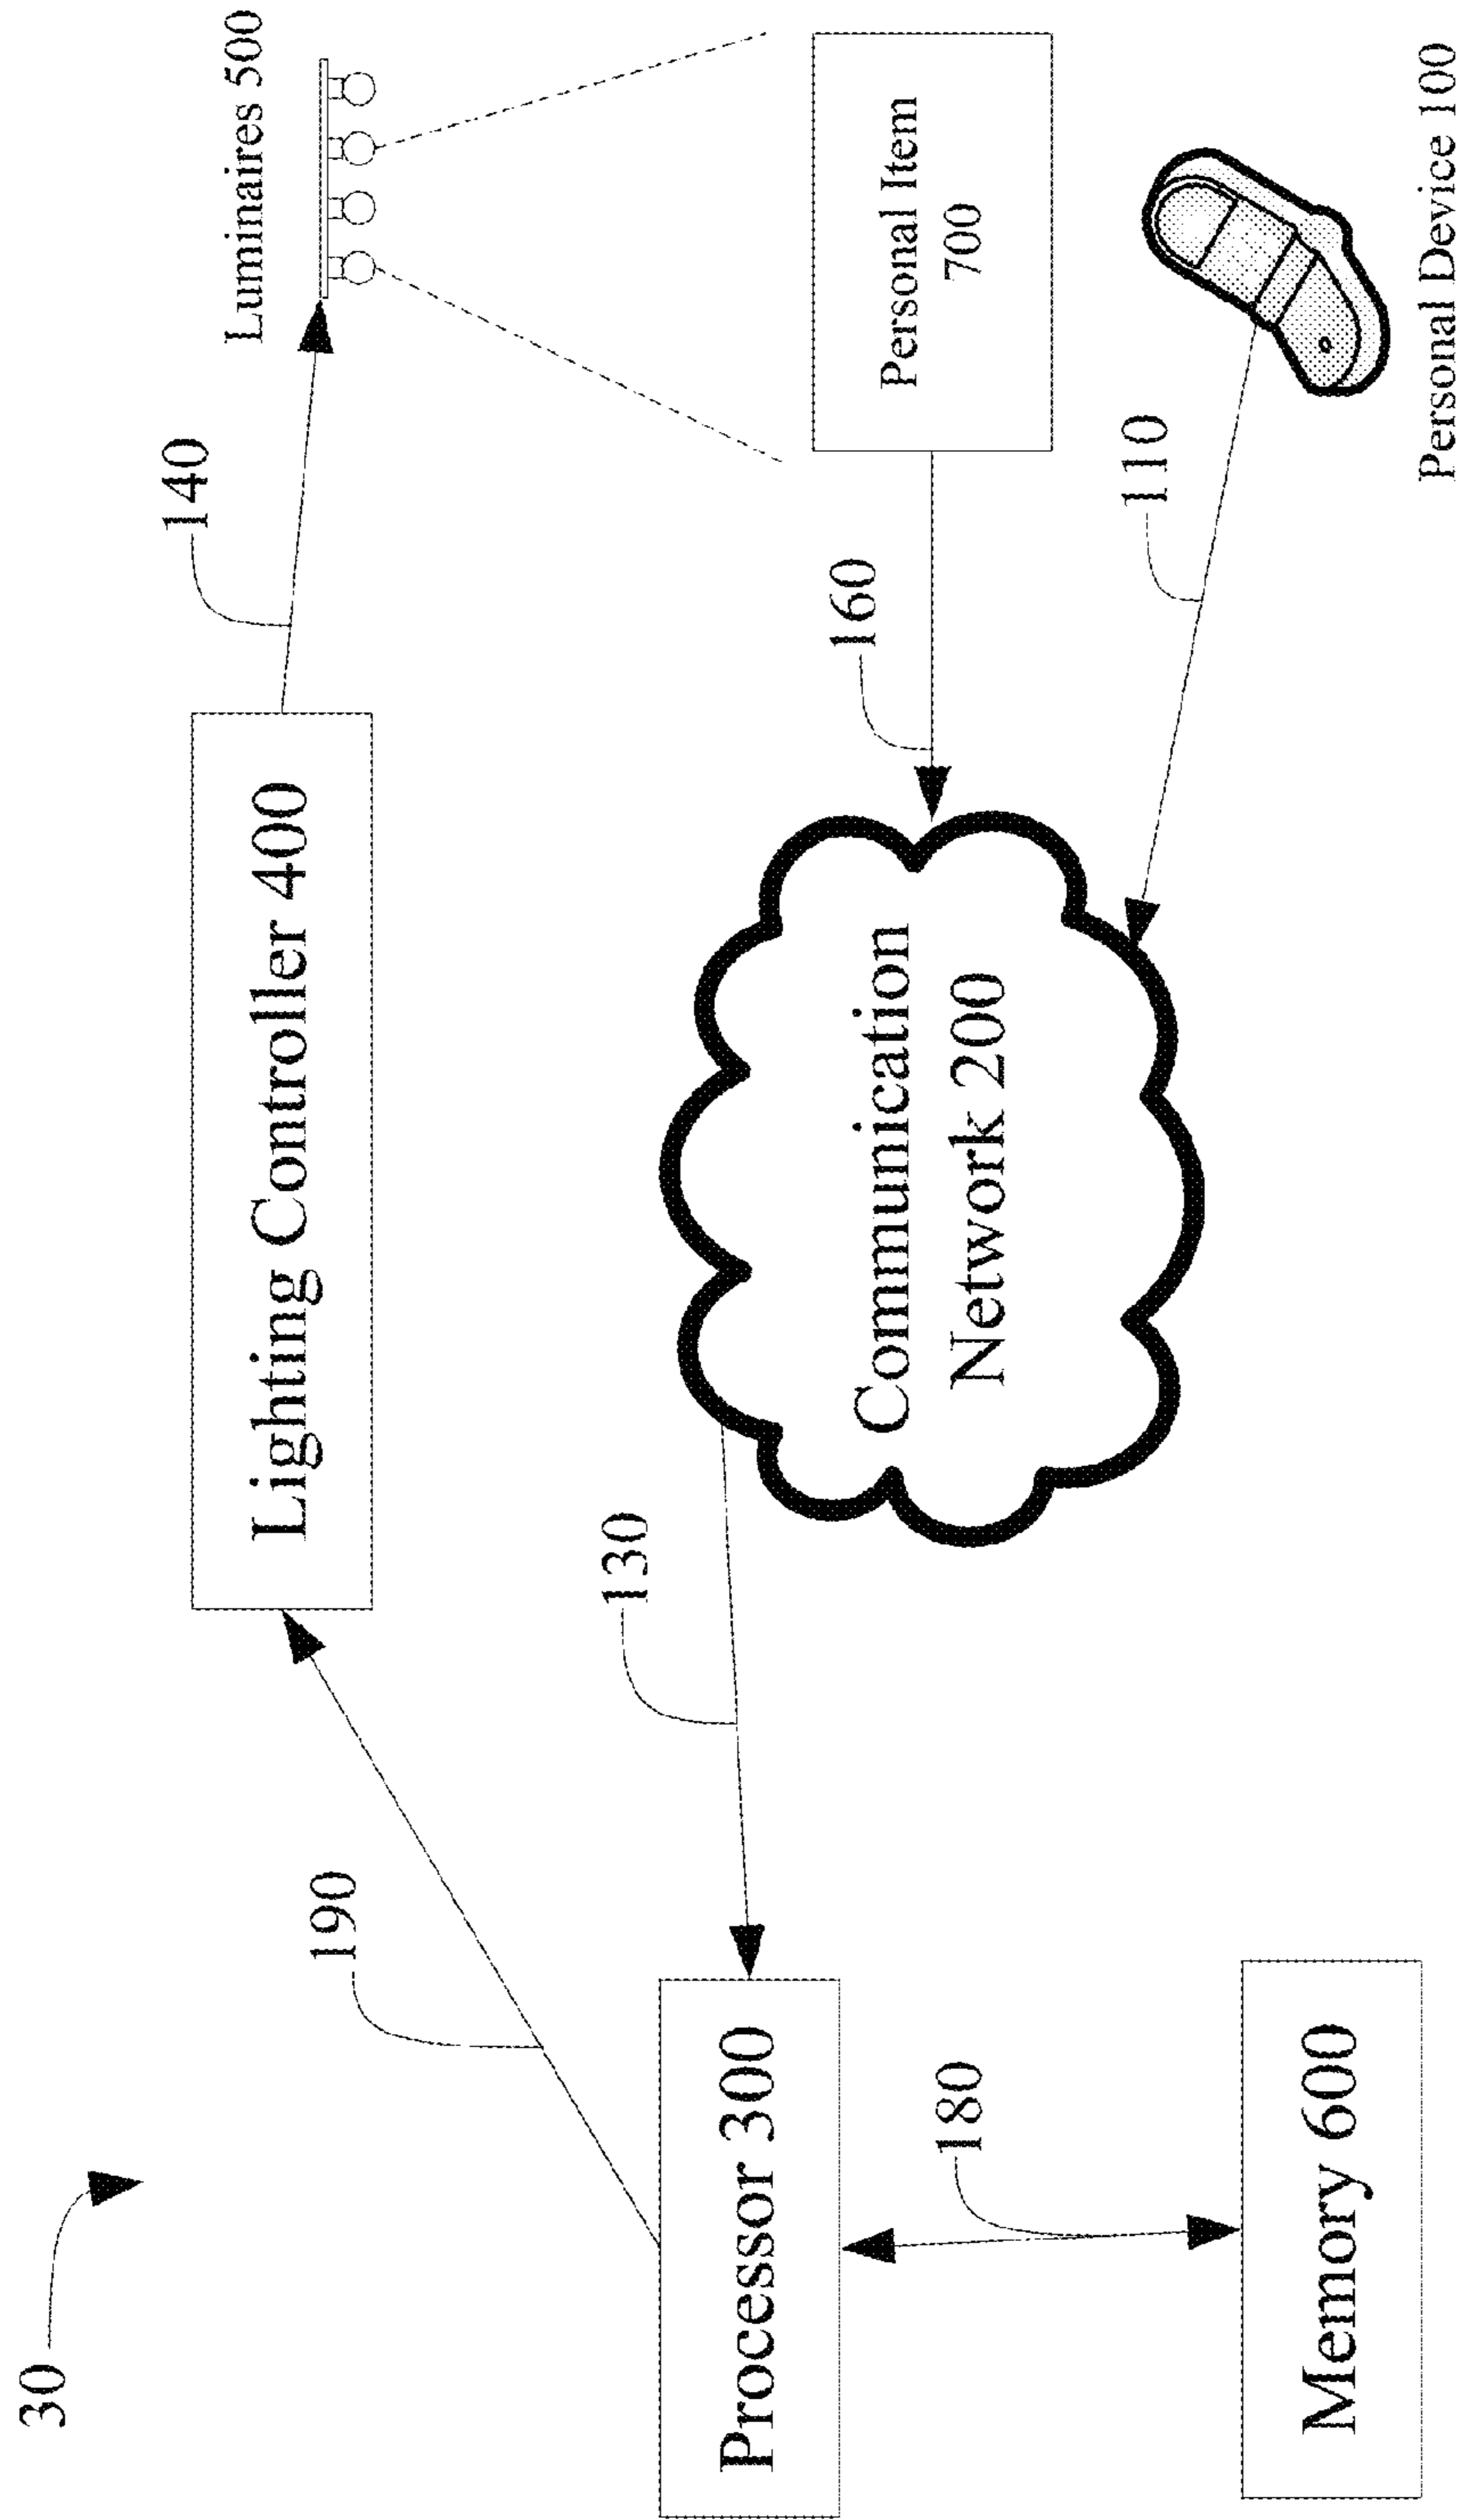 30
190
Lighting Controller 400
140
Luminaires 500
Processor 300
130
Communication
Network 200
160
Personal Item
700
180
110
Memory 600
Personal Device 100